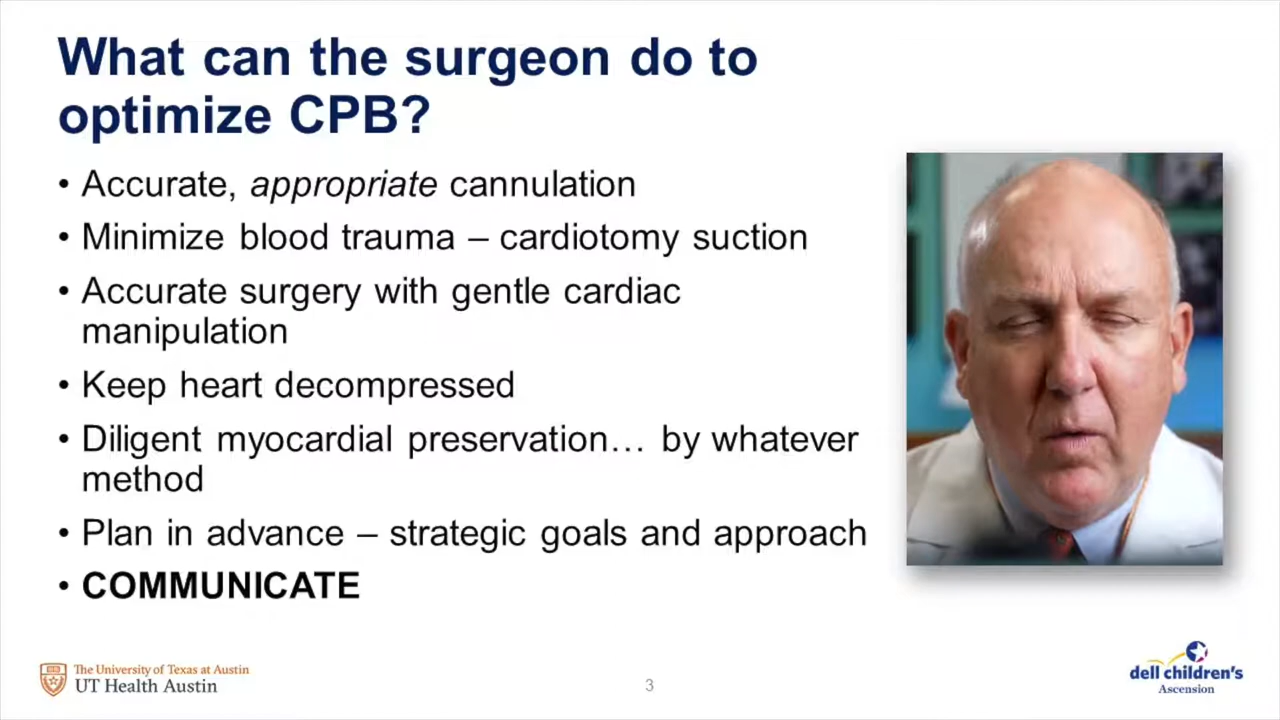 What can the surgeon do to
optimize CPB?
• Accurate, appropriate cannulation
• Minimize blood trauma – cardiotomy suction
• Accurate surgery with gentle cardiac
manipulation
• Keep heart decompressed
• Diligent myocardial preservation… by whatever
method
• Plan in advance – strategic goals and approach
• COMMUNICATE
The University of Texas at Austin
UT Health Austin
3
dell children's
Ascension